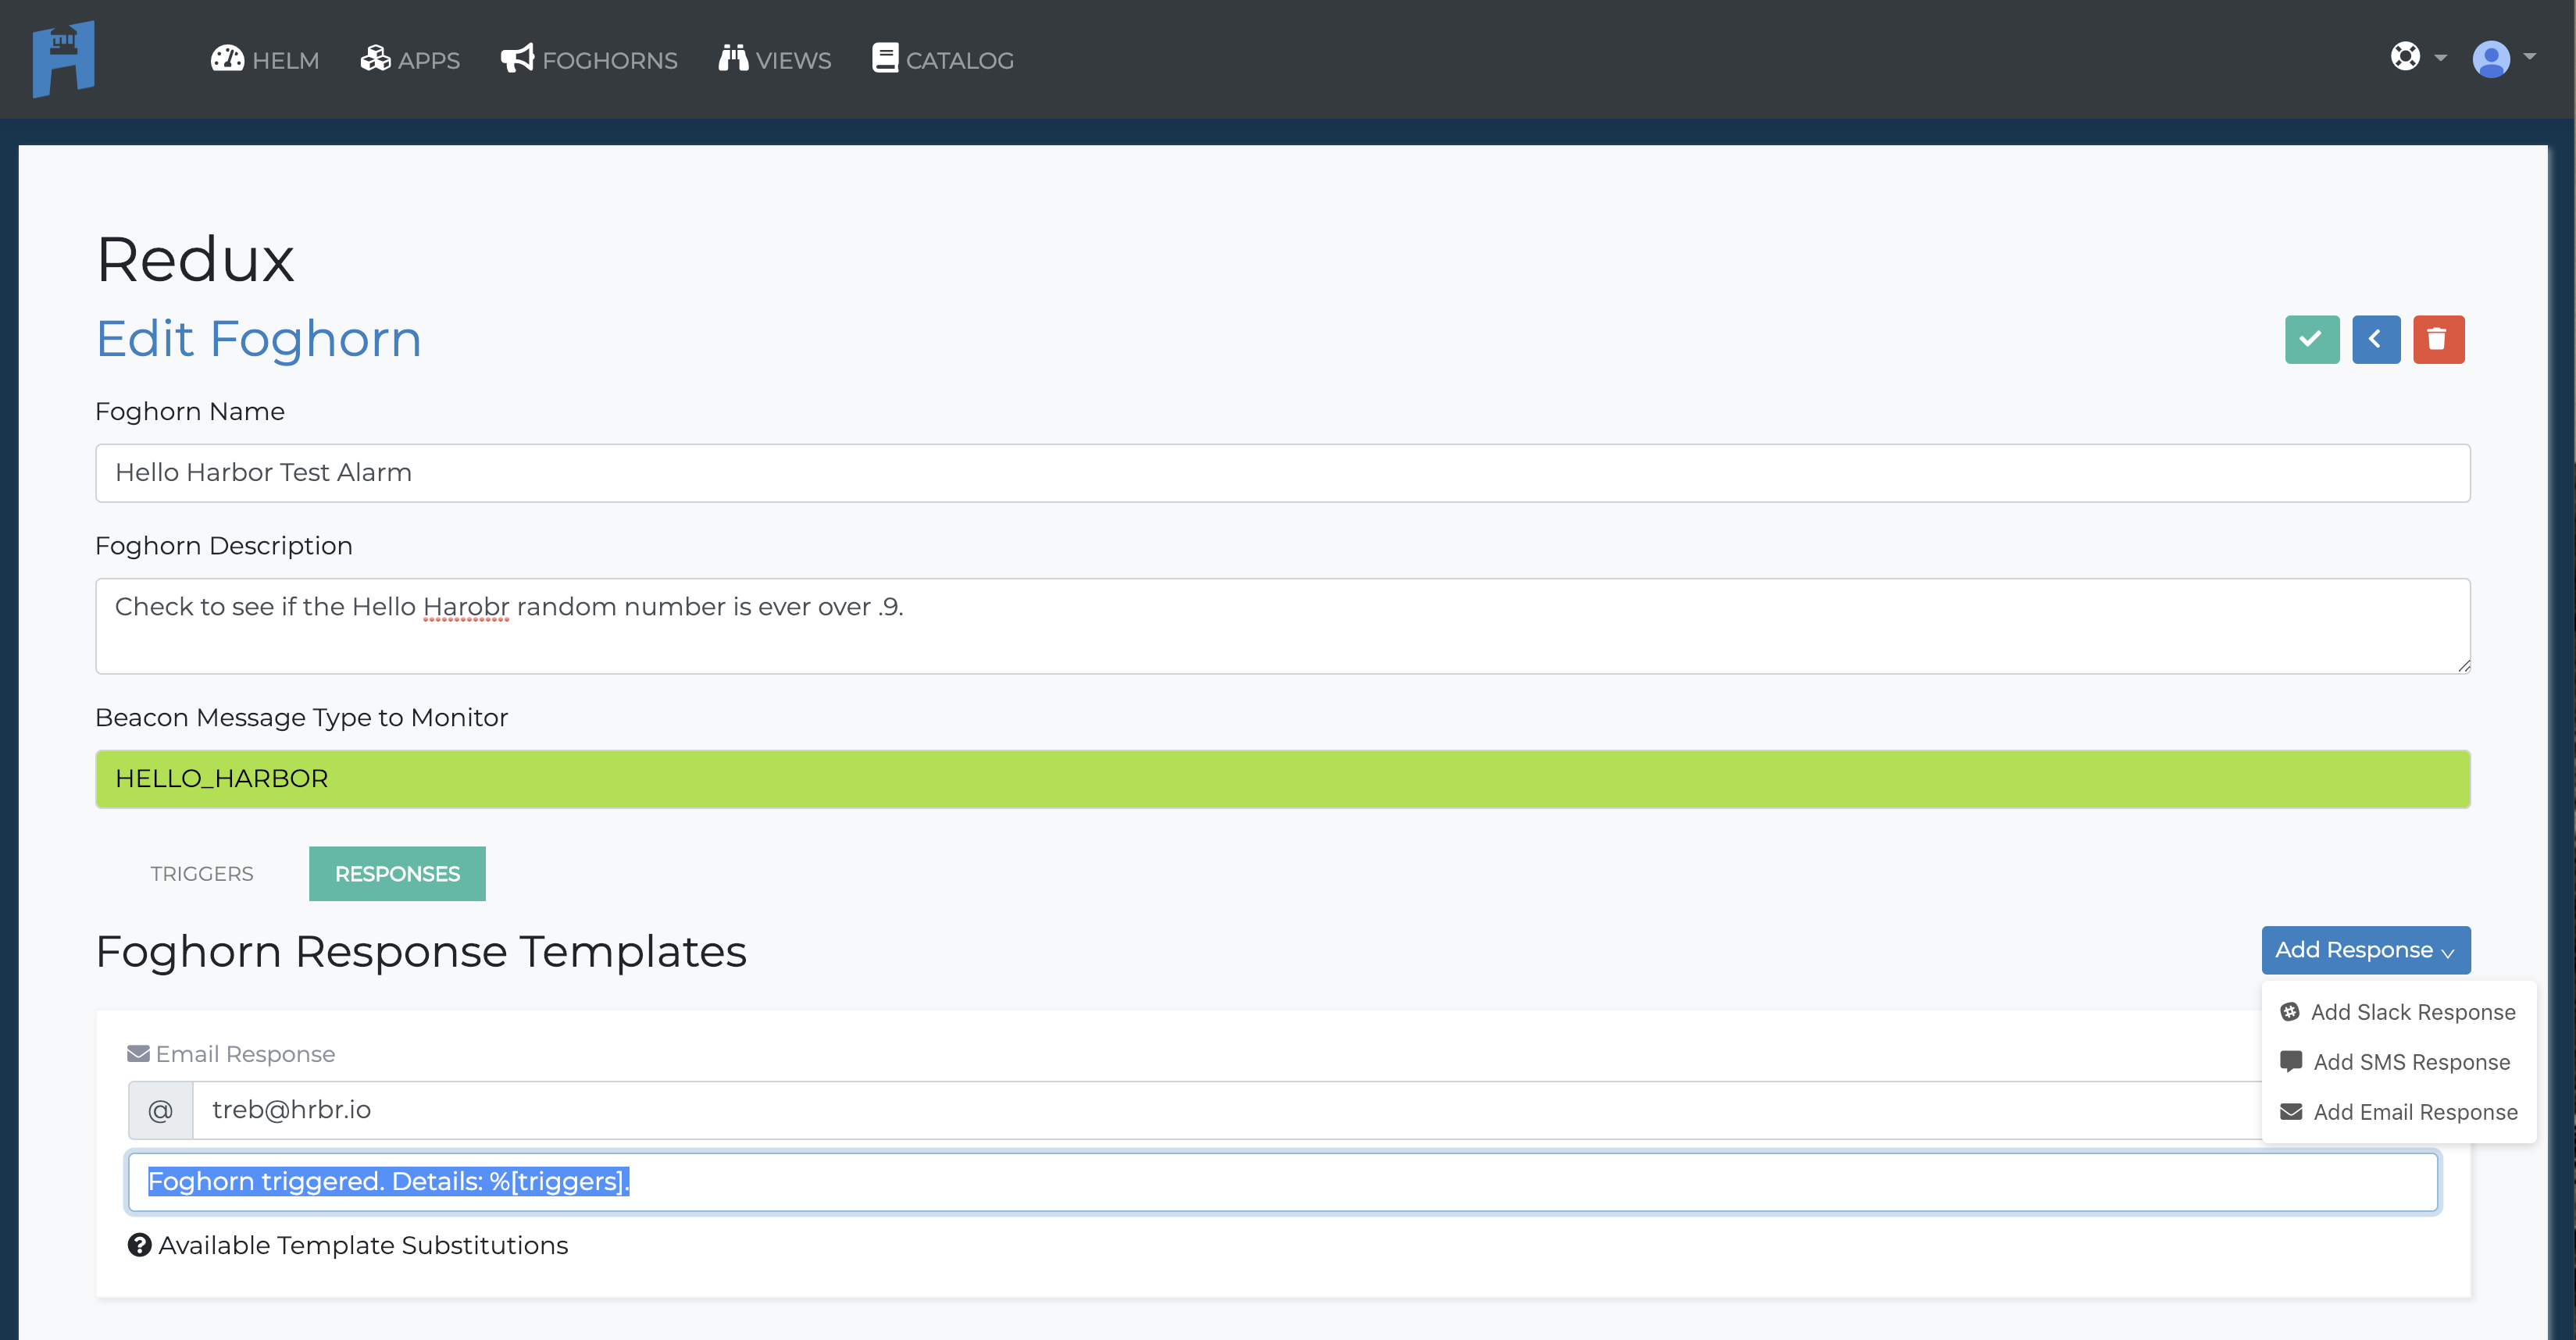 HELM APPS FOGHORNS VIEWS CATALOG
Redux
Edit Foghorn
Foghorn Name
Hello Harbor Test Alarm
Foghorn Description
Check to see if the Hello Harobr random number is ever over .9.
Beacon Message Type to Monitor
HELLO_HARBOR
TRIGGERS RESPONSES
Foghorn Response Templates
Add Response
Add Slack Response
Add SMS Response
Add Email Response
Email Response
@ treb@hrbr.io
Foghorn triggered. Details: %[triggers].
Available Template Substitutions